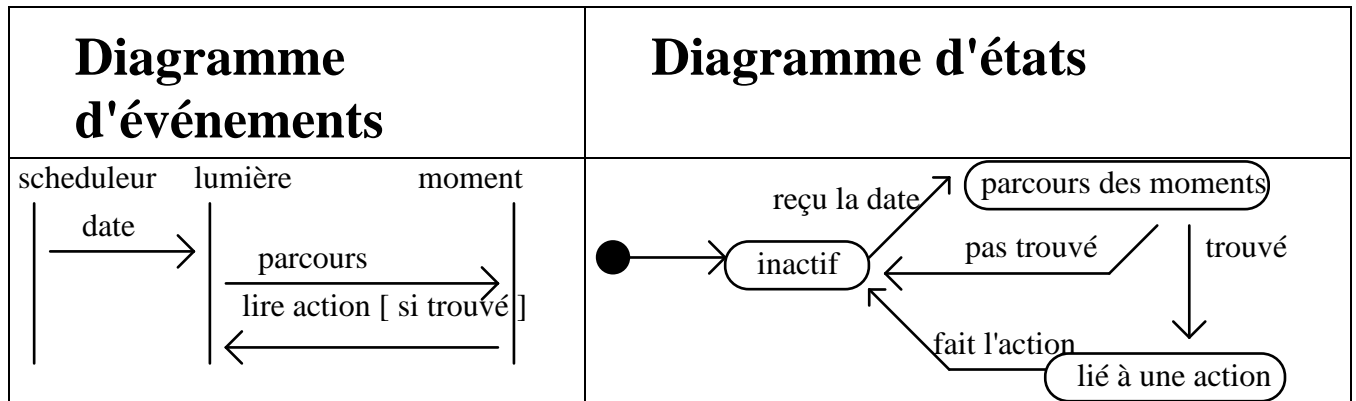 Diagramme
d'événements
Diagramme d'états
scheduleur lumière moment
date
parcours
lire action [ si trouvé ]
parcours des moments
reçu la date
pas trouvé trouvé
inactif
fait l'action
lié à une action